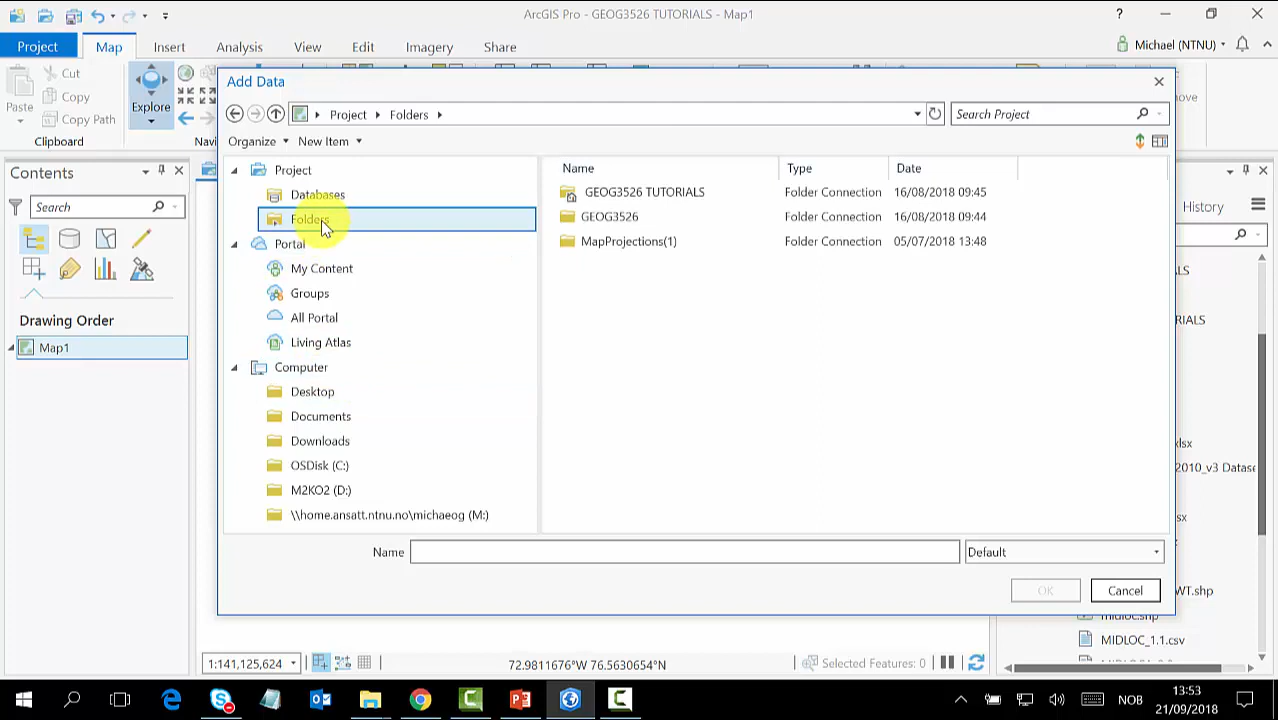 ArcGIS Pro - GEOG3526 TUTORIALS - Map1
?
Project Map Insert Analysis View Edit Imagery Share
Michael (NTNU)
Paste
Cut
Copy
Copy Path
Clipboard
Explore
Add Data
Project Folders
Search Project
Organize New Item
Contents
Search
Drawing Order
Map1
Project
Databases
Folders
Portal
My Content
Groups
All Portal
Living Atlas
Computer
Desktop
Documents
Downloads
OSDisk (C:)
M2KO2 (D:)
\\home.ansatt.ntnu.no\michaeog (M:)
Name Type Date
GEOG3526 TUTORIALS Folder Connection 16/08/2018 09:45
GEOG3526 Folder Connection 16/08/2018 09:44
MapProjections(1) Folder Connection 05/07/2018 13:48
Name
Default
OK Cancel
History
MIDLOC_1.1.csv
1:141,125,624
72.9811676°W 76.5630654°N
Selected Features: 0
NOB
13:53
21/09/2018